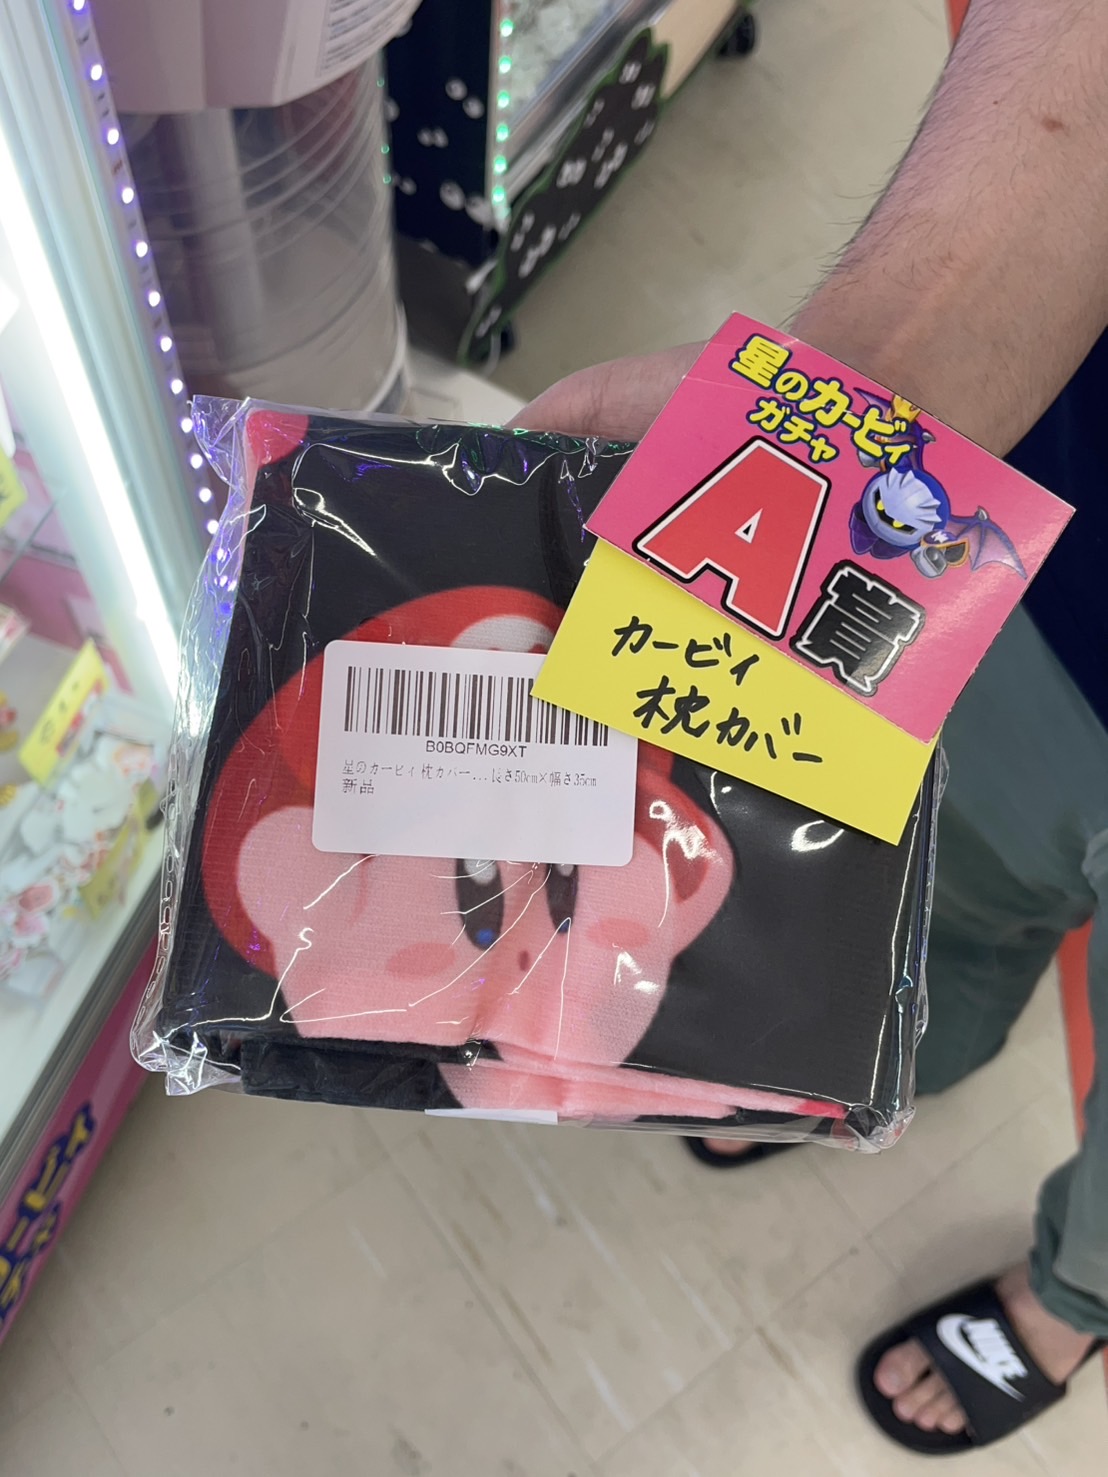 星のカービィ
ガチャ
A賞
カービィ
枕カバー
B0BQFMG9XT
星のカービィ 枕カバー...長さ50cm×幅さ35cm
新品
NIKE